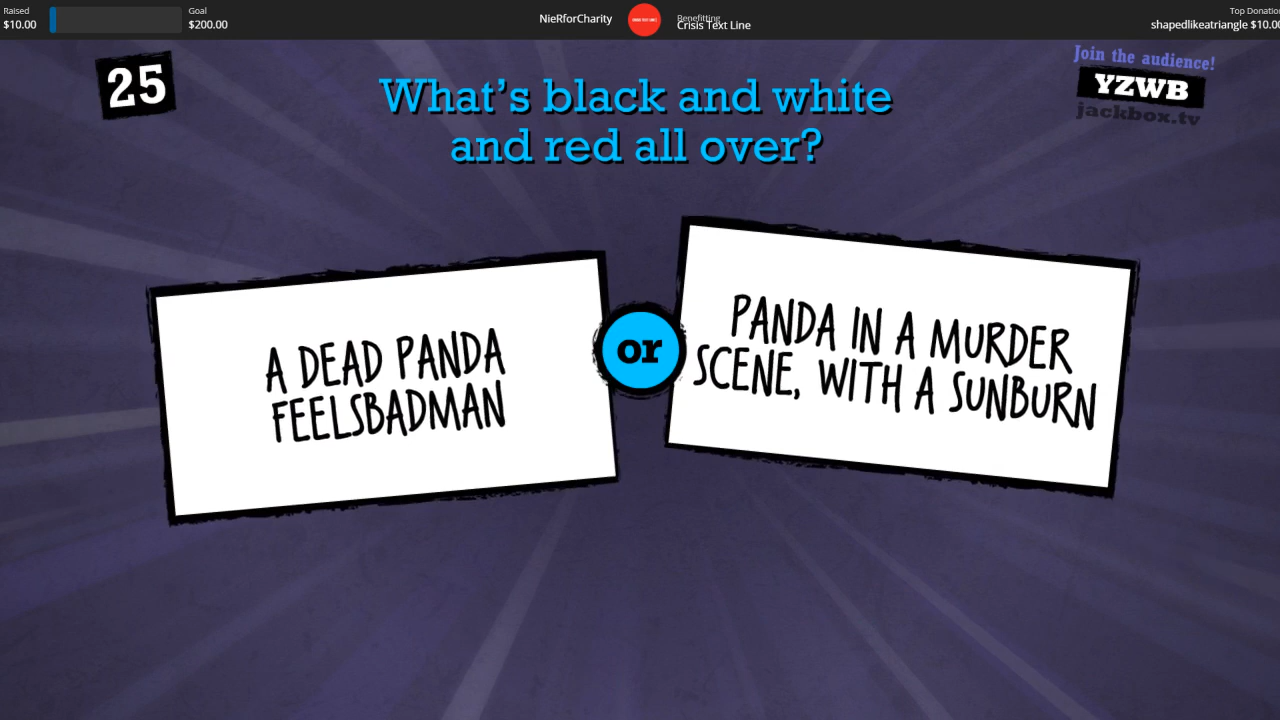 Raised
$10.00
Goal
$200.00
NieRforCharity
Benefitting
Crisis Text Line
Top Donation
shapedlikeatriangle $10.00
25
Join the audience!
YZWB
jackbox.tv
What's black and white
and red all over?
A DEAD PANDA
FEELSBADMAN
or
PANDA IN A MURDER
SCENE, WITH A SUNBURN